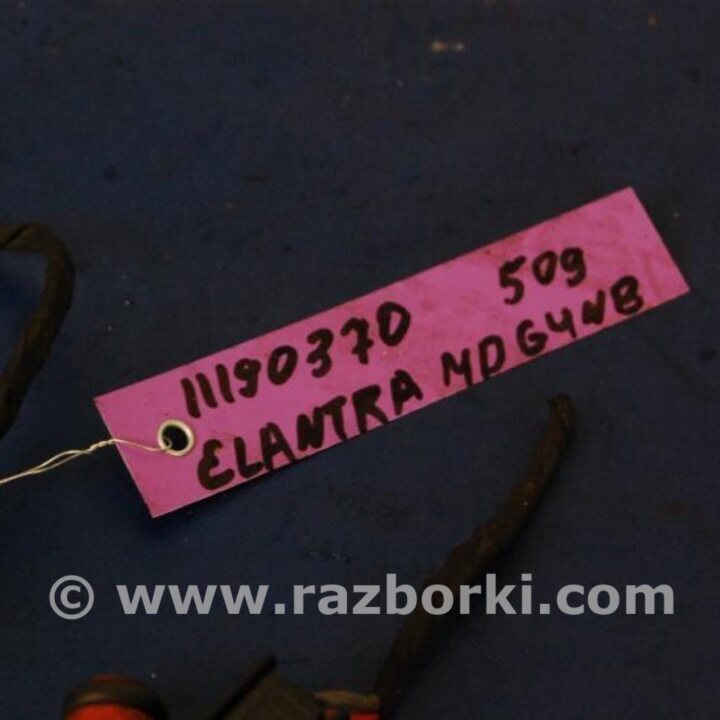 11190370 509
ELANTRA MD G4NB
© www.razborki.com